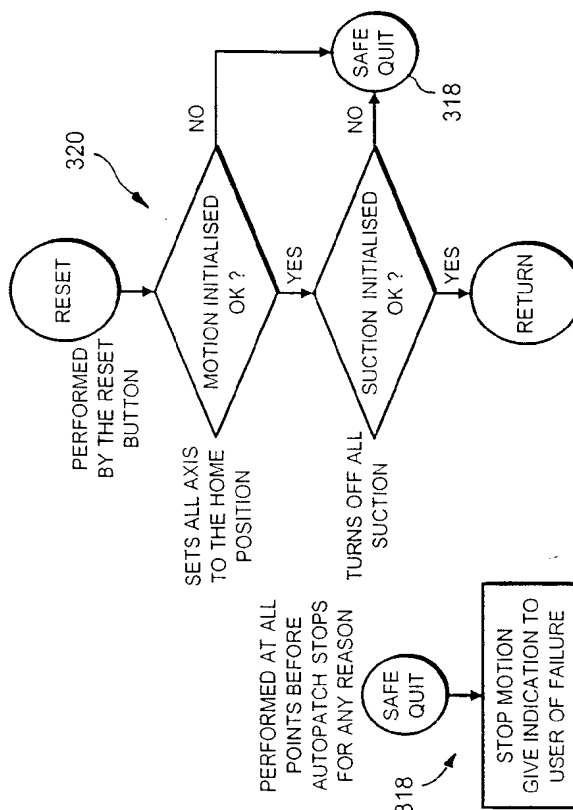 320
PERFORMED
BY THE RESET
BUTTON
RESET
SETS ALL AXIS
TO THE HOME
POSITION
MOTION INITIALISED
OK ?
NO
YES
TURNS OFF ALL
SUCTION
SUCTION INITIALISED
OK ?
NO
SAFE
QUIT
318
YES
RETURN
PERFORMED AT ALL
POINTS BEFORE
AUTOPATCH STOPS
FOR ANY REASON
SAFE
QUIT
318
STOP MOTION
GIVE INDICATION TO
USER OF FAILURE